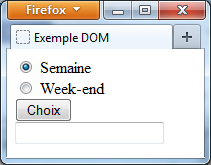 Firefox
Exemple DOM
Semaine
Week-end
Choix